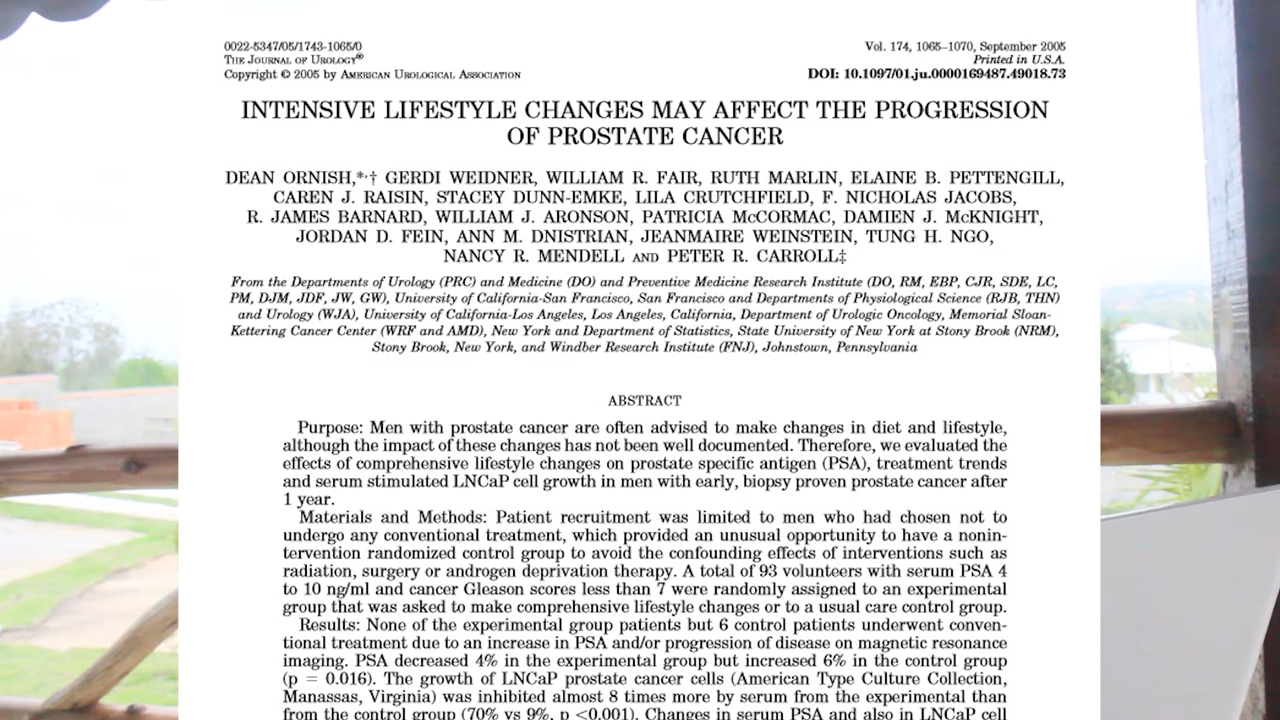 0022-5347/05/1743-1065/0
THE JOURNAL OF UROLOGY®
Copyright © 2005 by AMERICAN UROLOGICAL ASSOCIATION
Vol. 174, 1065–1070, September 2005
Printed in U.S.A.
DOI: 10.1097/01.ju.0000169487.49018.73
INTENSIVE LIFESTYLE CHANGES MAY AFFECT THE PROGRESSION
OF PROSTATE CANCER
DEAN ORNISH,*,† GERDI WEIDNER, WILLIAM R. FAIR, RUTH MARLIN, ELAINE B. PETTENGILL,
CAREN J. RAISIN, STACEY DUNN-EMKE, LILA CRUTCHFIELD, F. NICHOLAS JACOBS,
R. JAMES BARNARD, WILLIAM J. ARONSON, PATRICIA McCORMAC, DAMIEN J. McKNIGHT,
JORDAN D. FEIN, ANN M. DNISTRIAN, JEANMAIRE WEINSTEIN, TUNG H. NGO,
NANCY R. MENDELL AND PETER R. CARROLL‡
From the Departments of Urology (PRC) and Medicine (DO) and Preventive Medicine Research Institute (DO, RM, EBP, CJR, SDE, LC,
PM, DJM, JDF, JW, GW), University of California-San Francisco, San Francisco and Departments of Physiological Science (RJB, THN)
and Urology (WJA), University of California-Los Angeles, Los Angeles, California, Department of Urologic Oncology, Memorial Sloan-
Kettering Cancer Center (WRF and AMD), New York and Department of Statistics, State University of New York at Stony Brook (NRM),
Stony Brook, New York, and Windber Research Institute (FNJ), Johnstown, Pennsylvania
ABSTRACT
Purpose: Men with prostate cancer are often advised to make changes in diet and lifestyle,
although the impact of these changes has not been well documented. Therefore, we evaluated the
effects of comprehensive lifestyle changes on prostate specific antigen (PSA), treatment trends
and serum stimulated LNCaP cell growth in men with early, biopsy proven prostate cancer after
1 year.
Materials and Methods: Patient recruitment was limited to men who had chosen not to
undergo any conventional treatment, which provided an unusual opportunity to have a nonin-
tervention randomized control group to avoid the confounding effects of interventions such as
radiation, surgery or androgen deprivation therapy. A total of 93 volunteers with serum PSA 4
to 10 ng/ml and cancer Gleason scores less than 7 were randomly assigned to an experimental
group that was asked to make comprehensive lifestyle changes or to a usual care control group.
Results: None of the experimental group patients but 6 control patients underwent conven-
tional treatment due to an increase in PSA and/or progression of disease on magnetic resonance
imaging. PSA decreased 4% in the experimental group but increased 6% in the control group
(p = 0.016). The growth of LNCaP prostate cancer cells (American Type Culture Collection,
Manassas, Virginia) was inhibited almost 8 times more by serum from the experimental than
from the control group (70% vs 9%, p <0.001). Changes in serum PSA and also in LNCaP cell